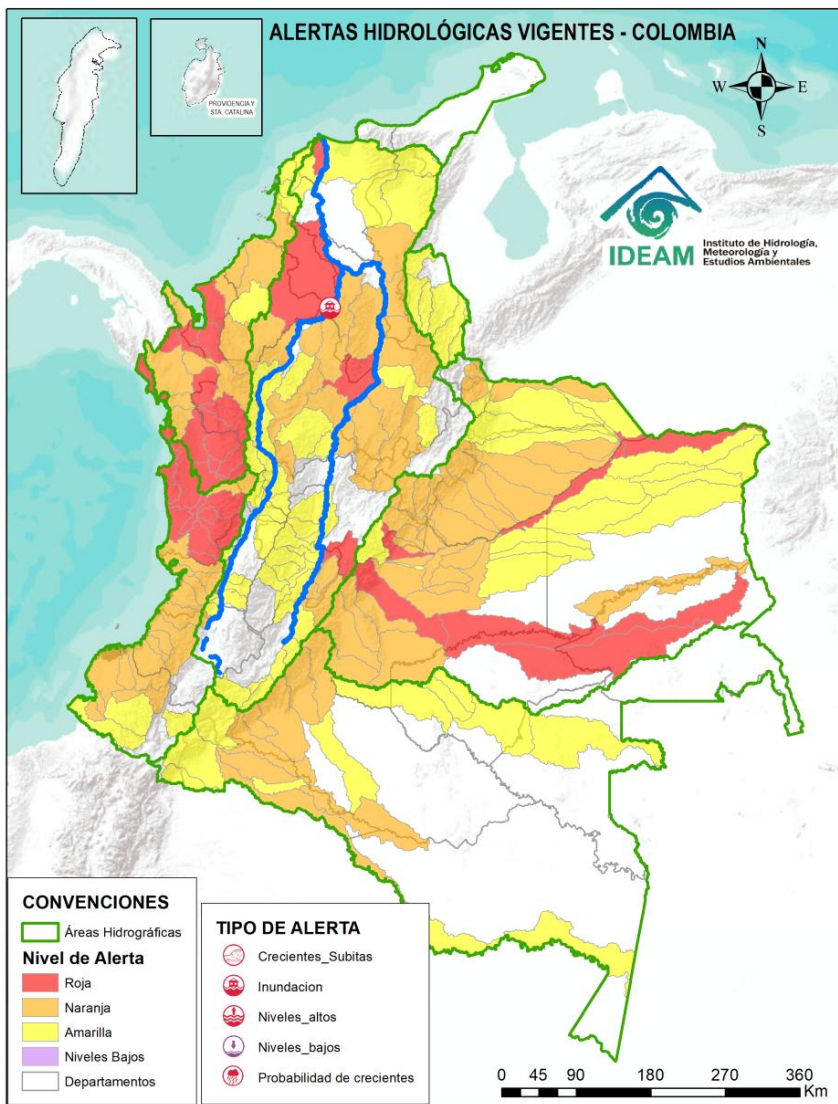 ALERTAS HIDROLÓGICAS VIGENTES - COLOMBIA
PROVIDENCIA Y
STA. CATALINA
N
W
E
S
IDEAM
Instituto de Hidrología,
Meteorología y
Estudios Ambientales
CONVENCIONES
Áreas Hidrográficas
Nivel de Alerta
Roja
Naranja
Amarilla
Niveles Bajos
Departamentos
TIPO DE ALERTA
Crecientes_Subitas
Inundacion
Niveles_altos
Niveles_bajos
Probabilidad de crecientes
0 45 90 180 270 360
Km